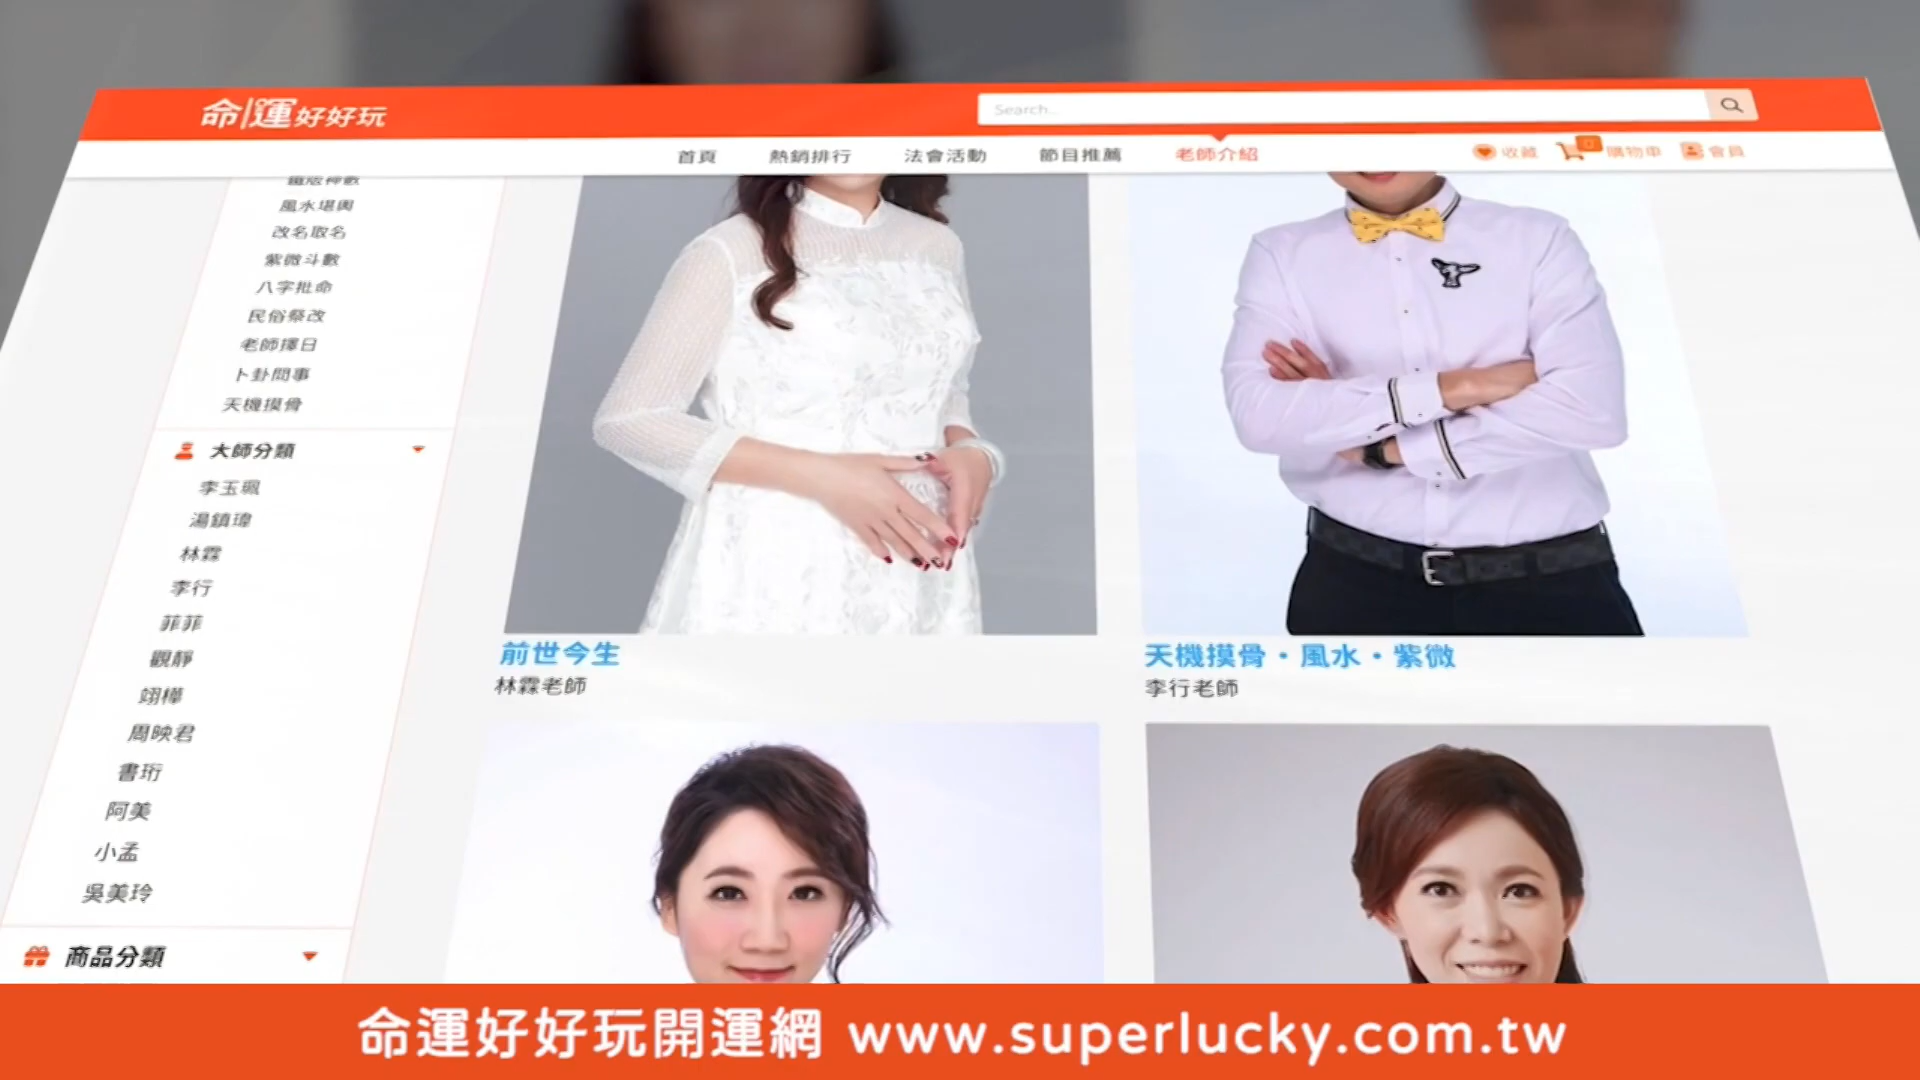 命運好好玩
Search...
首頁 熱銷排行 法會活動 節目推薦 老師介紹
收藏 0 購物車 會員
鐵版神數
風水堪輿
改名取名
紫微斗數
八字批命
民俗祭改
老師擇日
卜卦問事
天機摸骨
大師分類
李玉珮
湯鎮瑋
林霖
李行
菲菲
觀靜
翊樺
周映君
書珩
阿美
小孟
吳美玲
商品分類
前世今生
林霖老師
天機摸骨・風水・紫微
李行老師
命運好好玩開運網 www.superlucky.com.tw